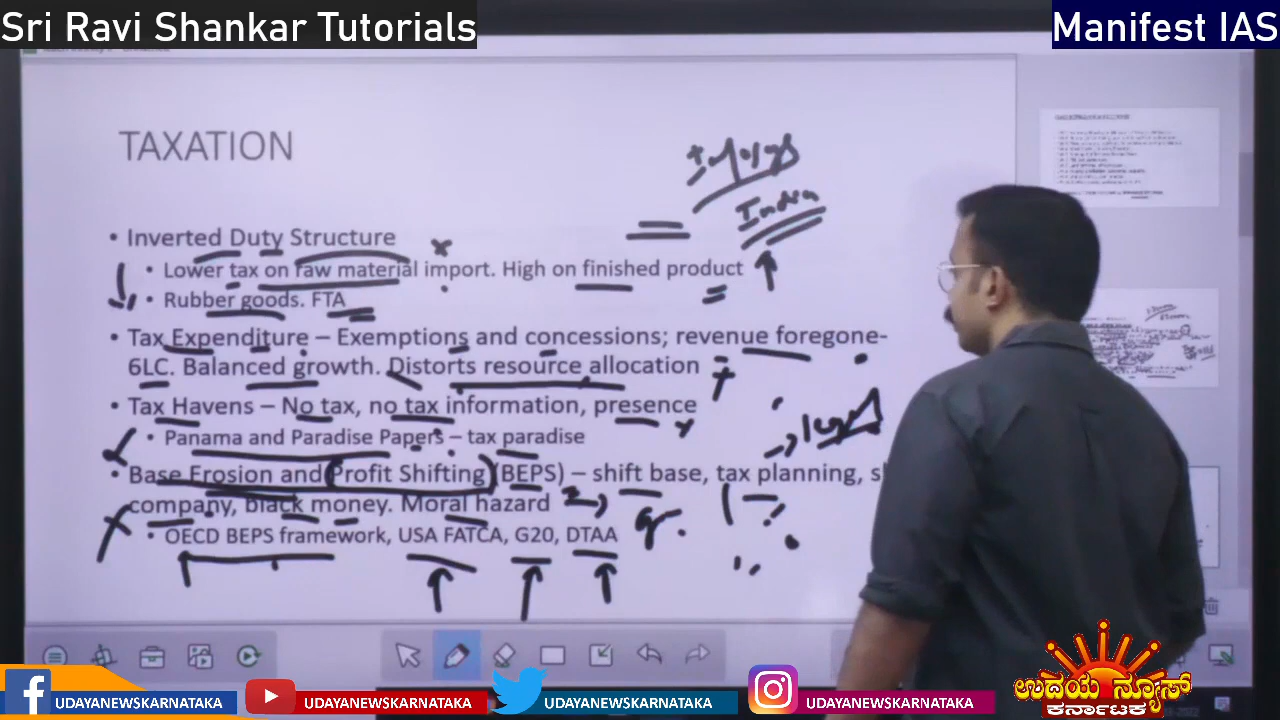 Sri Ravi Shankar Tutorials
Manifest IAS
TAXATION
India
• Inverted Duty Structure
• Lower tax on raw material import. High on finished product
• Rubber goods. FTA
• Tax Expenditure – Exemptions and concessions; revenue foregone-
6LC. Balanced growth. Distorts resource allocation
• Tax Havens – No tax, no tax information, presence
• Panama and Paradise Papers – tax paradise
• Base Erosion and Profit Shifting (BEPS) – shift base, tax planning,
company, black money. Moral hazard
• OECD BEPS framework, USA FATCA, G20, DTAA
UDAYANEWSKARNATAKA
UDAYANEWSKARNATAKA
UDAYANEWSKARNATAKA
UDAYANEWSKARNATAKA
ಉದಯ ನ್ಯೂಸ್
ಕರ್ನಾಟಕ